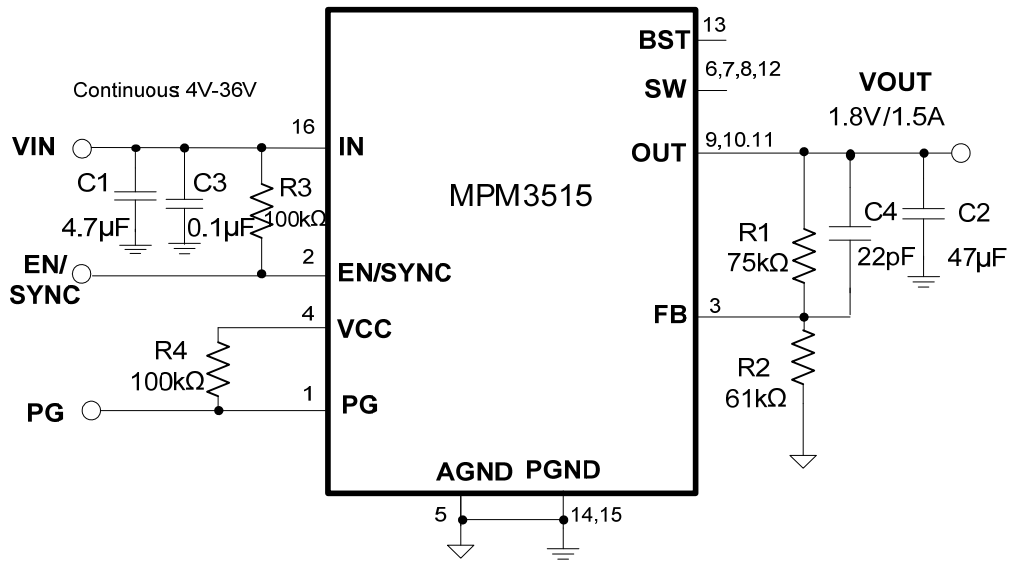 13
BST
6,7,8,12
SW
Continuous: 4V-36V
VOUT
1.8V/1.5A
VIN
16
IN
OUT
9,10.11
MPM3515
C1
4.7µF
C3
0.1µF
R3
100kΩ
R1
75kΩ
C4
22pF
C2
47µF
EN/
SYNC
2
EN/SYNC
FB
3
4
VCC
R4
100kΩ
R2
61kΩ
PG
1
PG
AGND
PGND
5
14,15